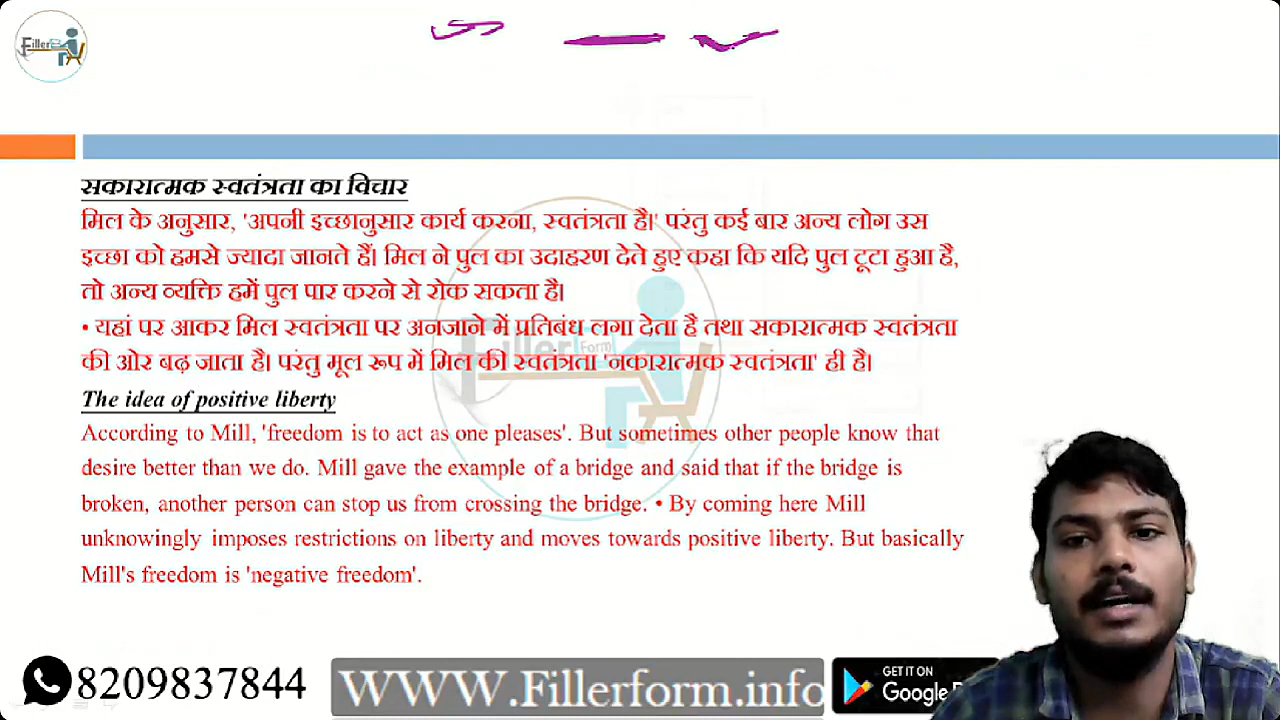 Filler
सकारात्मक स्वतंत्रता का विचार
मिल के अनुसार, 'अपनी इच्छानुसार कार्य करना, स्वतंत्रता है।' परंतु कई बार अन्य लोग उस
इच्छा को हमसे ज्यादा जानते हैं। मिल ने पुल का उदाहरण देते हुए कहा कि यदि पुल टूटा हुआ है,
तो अन्य व्यक्ति हमें पुल पार करने से रोक सकता है।
• यहां पर आकर मिल स्वतंत्रता पर अनजाने में प्रतिबंध लगा देता है तथा सकारात्मक स्वतंत्रता
की ओर बढ़ जाता है। परंतु मूल रूप में मिल की स्वतंत्रता 'नकारात्मक स्वतंत्रता' ही है।
Filler Form
The idea of positive liberty
According to Mill, 'freedom is to act as one pleases'. But sometimes other people know that
desire better than we do. Mill gave the example of a bridge and said that if the bridge is
broken, another person can stop us from crossing the bridge. • By coming here Mill
unknowingly imposes restrictions on liberty and moves towards positive liberty. But basically
Mill's freedom is 'negative freedom'.
8209837844
WWW.Fillerform.info
GET IT ON
Google